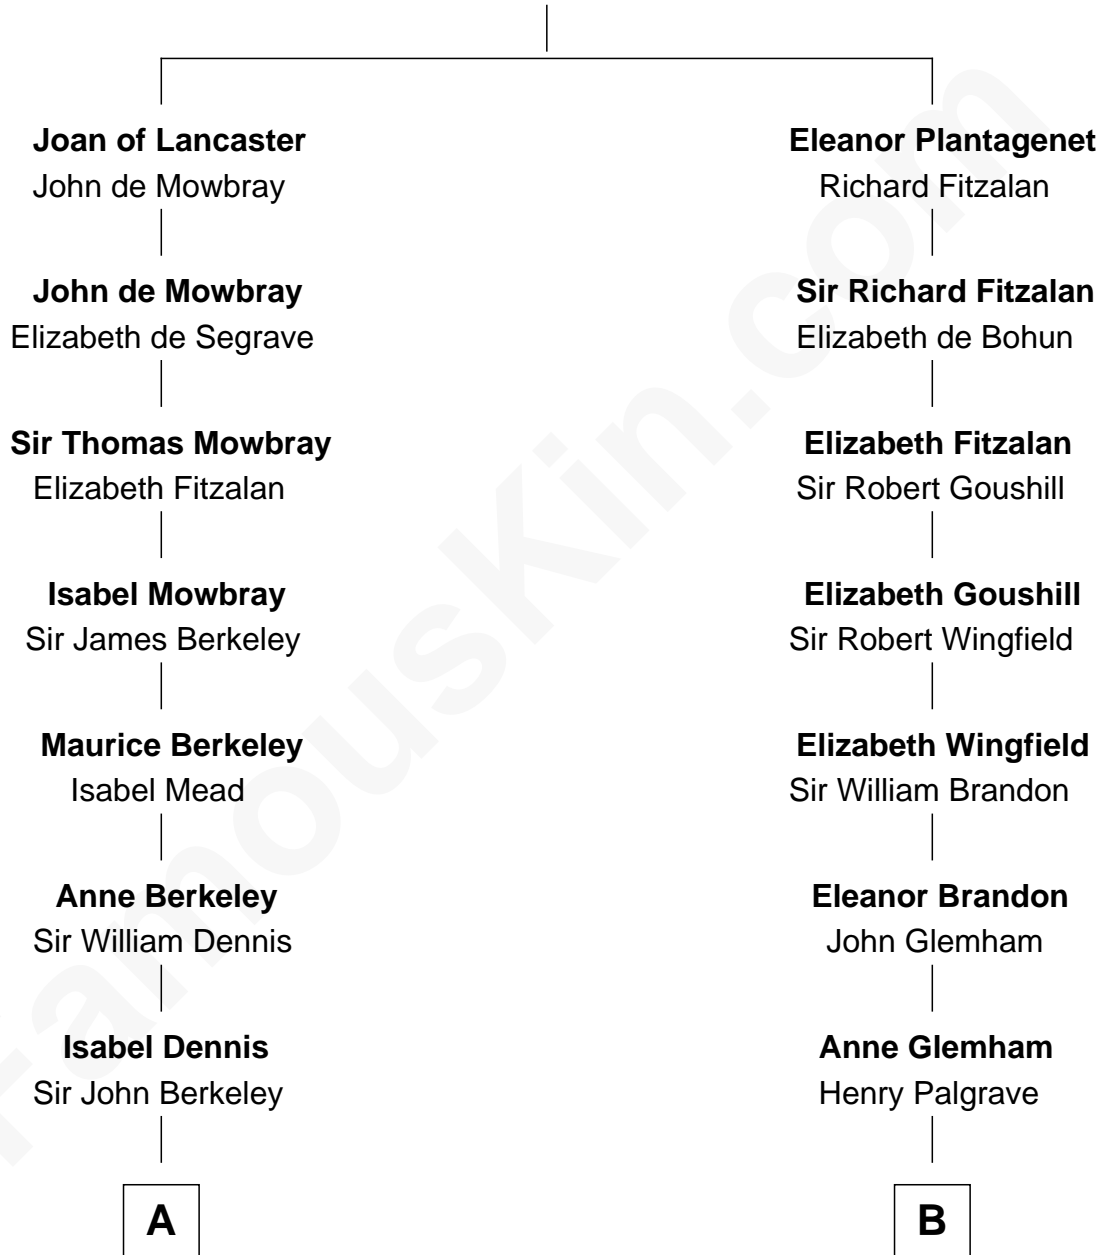 Joan of Lancaster
John de Mowbray
John de Mowbray
Elizabeth de Segrave
Sir Thomas Mowbray
Elizabeth Fitzalan
Isabel Mowbray
Sir James Berkeley
Maurice Berkeley
Isabel Mead
Anne Berkeley
Sir William Dennis
Isabel Dennis
Sir John Berkeley
A
Eleanor Plantagenet
Richard Fitzalan
Sir Richard Fitzalan
Elizabeth de Bohun
Elizabeth Fitzalan
Sir Robert Goushill
Elizabeth Goushill
Sir Robert Wingfield
Elizabeth Wingfield
Sir William Brandon
Eleanor Brandon
John Glemham
Anne Glemham
Henry Palgrave
B
FamousKin.com